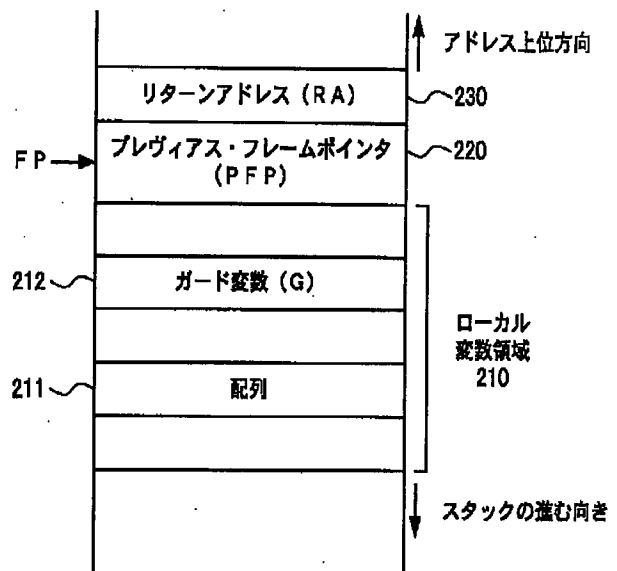 アドレス上位方向
リターンアドレス（ＲＡ）
230
ＦＰ
プレヴィアス・フレームポインタ
（ＰＦＰ）
220
212
ガード変数（Ｇ）
ローカル
変数領域
210
211
配列
スタックの進む向き